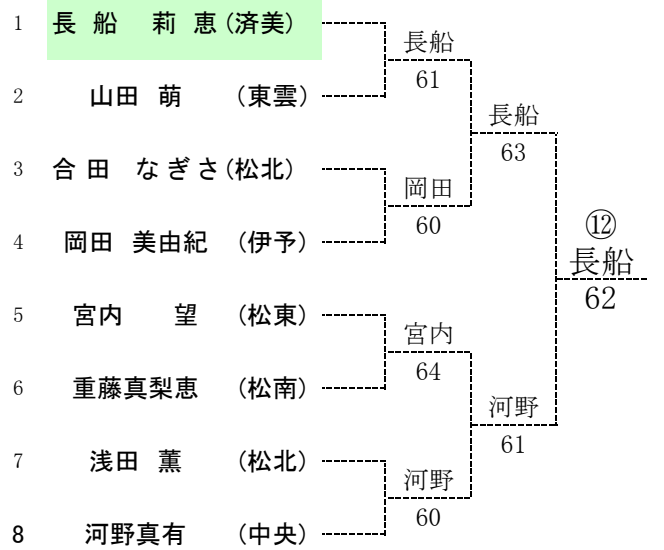 1 長船 莉恵 (済美)
長船
2 山田 萌 (東雲)
61
長船
3 合田 なぎさ (松北)
63
岡田
4 岡田 美由紀 (伊予)
60
⑫
長船
62
5 宮内 望 (松東)
宮内
6 重藤真梨恵 (松南)
64
河野
7 浅田 薫 (松北)
61
河野
8 河野真有 (中央)
60